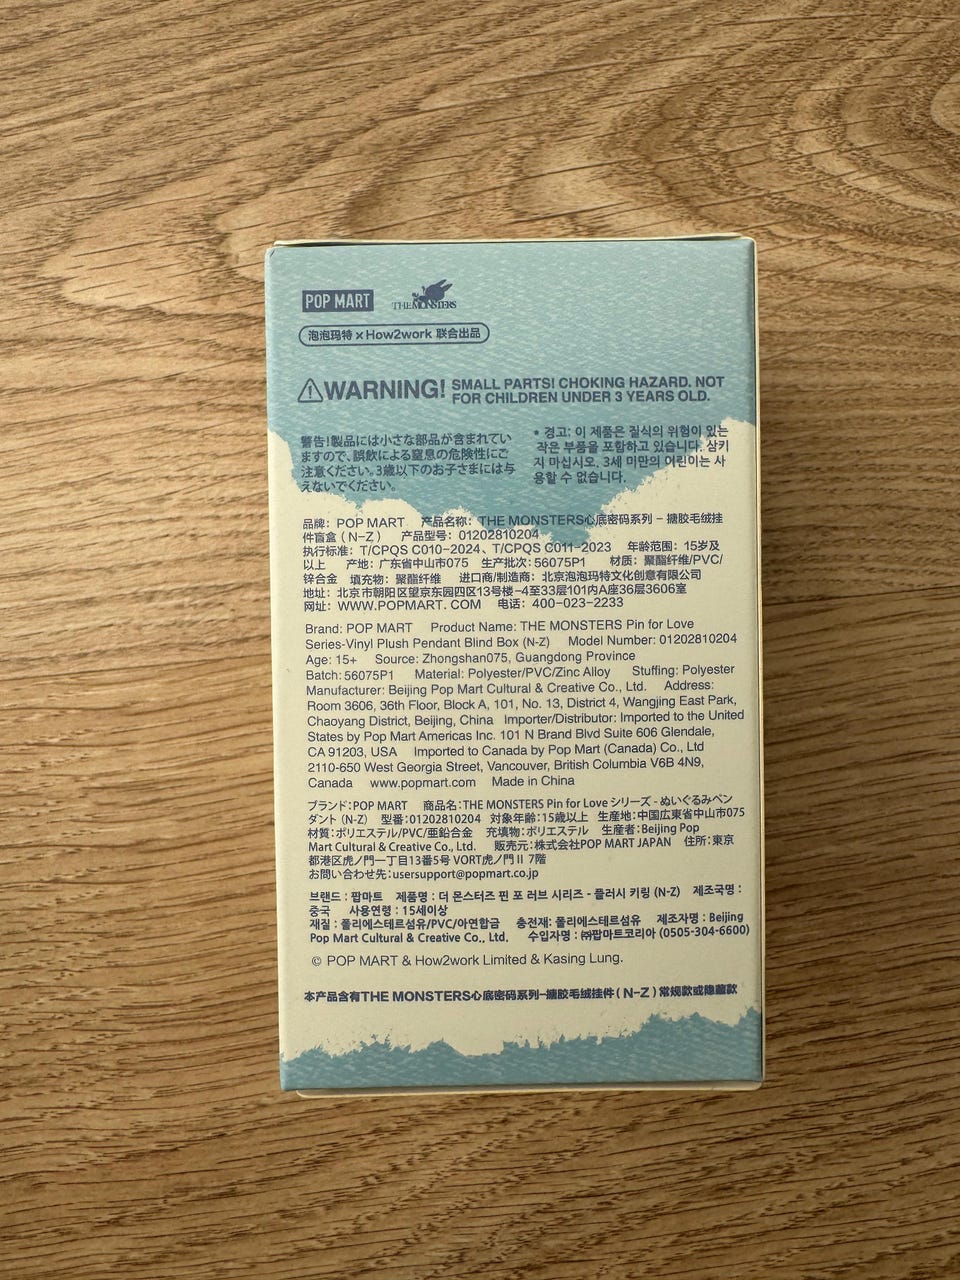 POP MART
THE MONSTERS
泡泡玛特 x How2work 联合出品
WARNING! SMALL PARTS! CHOKING HAZARD. NOT
FOR CHILDREN UNDER 3 YEARS OLD.
警告!製品には小さな部品が含まれてい
ますので、誤飲による窒息の危険性にご
注意ください。3歳以下のお子さまには与
えないでください。
* 경고: 이 제품은 질식의 위험이 있는
작은 부품을 포함하고 있습니다. 삼키
지 마십시오. 3세 미만의 어린이는 사
용할 수 없습니다.
品牌: POP MART 产品名称: THE MONSTERS心底密码系列 - 搪胶毛绒挂
件盲盒 (N-Z) 产品型号: 01202810204
执行标准: T/CPQS C010-2024、T/CPQS C011-2023 年龄范围: 15岁及
以上 产地: 广东省中山市075 生产批次: 56075P1 材质: 聚酯纤维/PVC/
锌合金 填充物: 聚酯纤维 进口商/制造商: 北京泡泡玛特文化创意有限公司
地址: 北京市朝阳区望京东园四区13号楼-4至33层101内A座36层3606室
网址: WWW.POPMART.COM 电话: 400-023-2233
Brand: POP MART Product Name: THE MONSTERS Pin for Love
Series-Vinyl Plush Pendant Blind Box (N-Z) Model Number: 01202810204
Age: 15+ Source: Zhongshan075, Guangdong Province
Batch: 56075P1 Material: Polyester/PVC/Zinc Alloy Stuffing: Polyester
Manufacturer: Beijing Pop Mart Cultural & Creative Co., Ltd. Address:
Room 3606, 36th Floor, Block A, 101, No. 13, District 4, Wangjing East Park,
Chaoyang District, Beijing, China Importer/Distributor: Imported to the United
States by Pop Mart Americas Inc. 101 N Brand Blvd Suite 606 Glendale,
CA 91203, USA Imported to Canada by Pop Mart (Canada) Co., Ltd
2110-650 West Georgia Street, Vancouver, British Columbia V6B 4N9,
Canada www.popmart.com Made in China
ブランド:POP MART 商品名:THE MONSTERS Pin for Love シリーズ - ぬいぐるみペン
ダント (N-Z) 型番:01202810204 対象年齢:15歳以上 生産地:中国広東省中山市075
材質:ポリエステル/PVC/亜鉛合金 充填物:ポリエステル 生産者:Beijing Pop
Mart Cultural & Creative Co., Ltd. 販売元:株式会社POP MART JAPAN 住所:東京
都港区虎ノ門一丁目13番5号 VORT虎ノ門 II 7階
お問い合わせ先:usersupport@popmart.co.jp
브랜드 : 팝마트 제품명 : 더 몬스터즈 핀 포 러브 시리즈 - 플러시 키링 (N-Z) 제조국명 :
중국 사용연령 : 15세이상
재질 : 폴리에스테르섬유/PVC/아연합금 충전재: 폴리에스테르섬유 제조자명 : Beijing
Pop Mart Cultural & Creative Co., Ltd. 수입자명 : ㈜팝마트코리아 (0505-304-6600)
© POP MART & How2work Limited & Kasing Lung.
本产品含有THE MONSTERS心底密码系列-搪胶毛绒挂件(N-Z)常规款或隐藏款